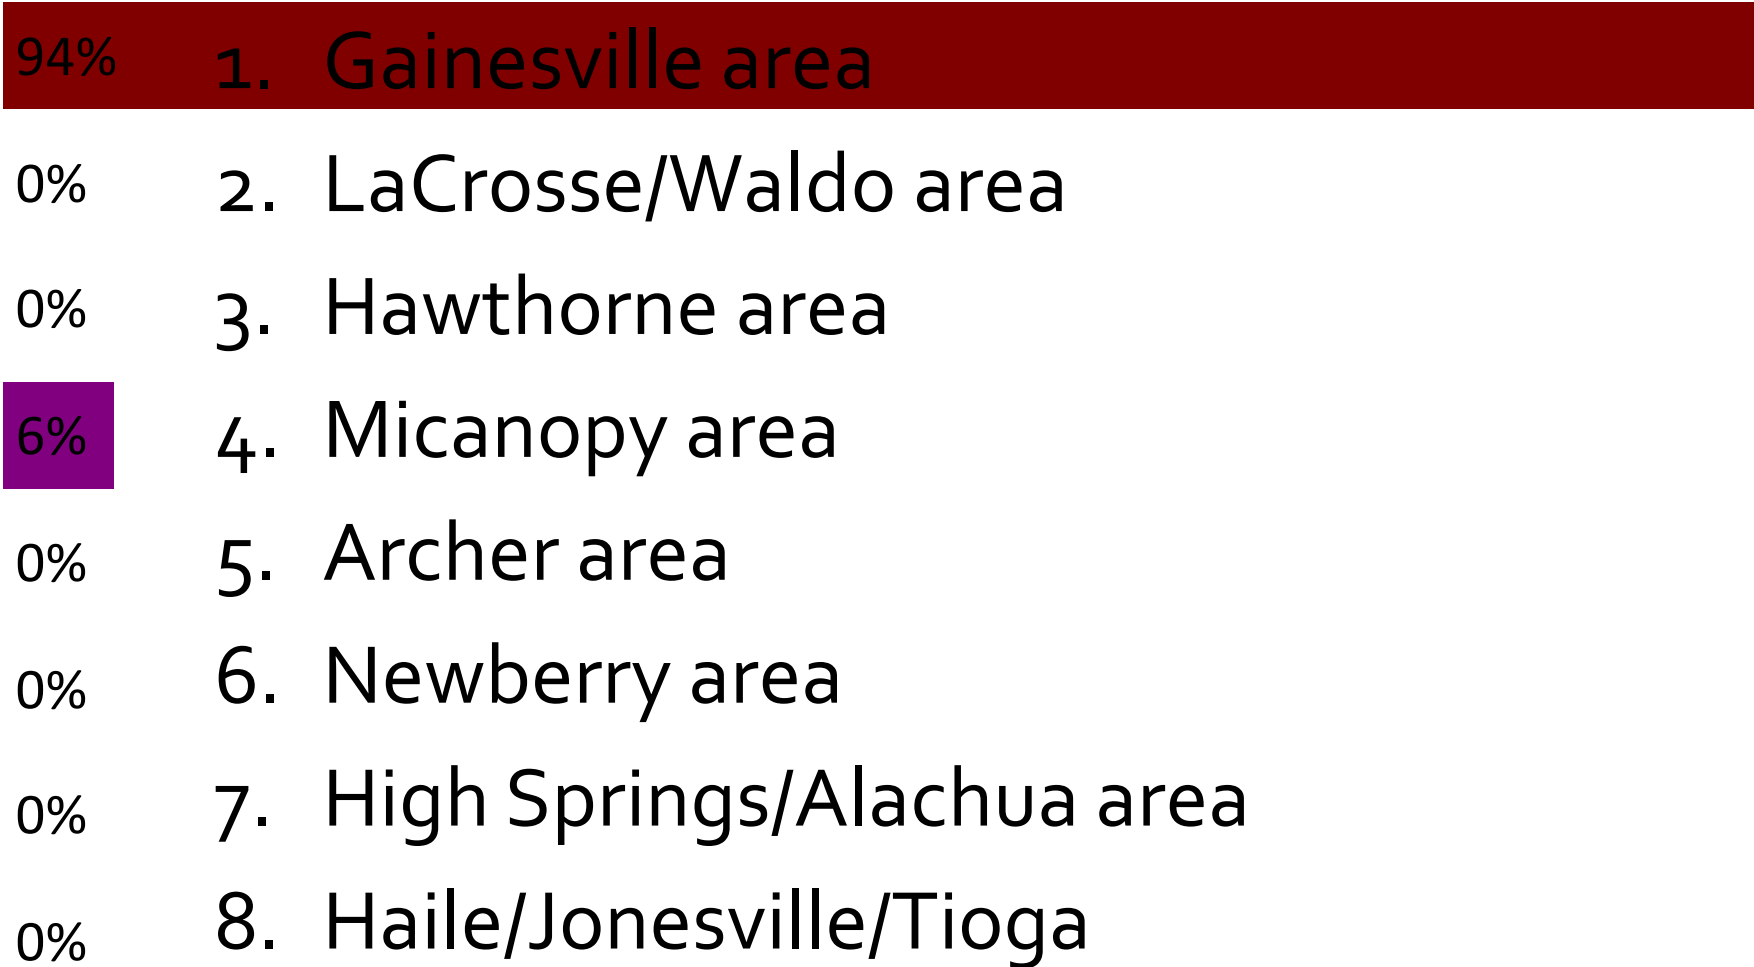 94% 1. Gainesville area
0% 2. LaCrosse/Waldo area
0% 3. Hawthorne area
6% 4. Micanopy area
0% 5. Archer area
0% 6. Newberry area
0% 7. High Springs/Alachua area
0% 8. Haile/Jonesville/Tioga